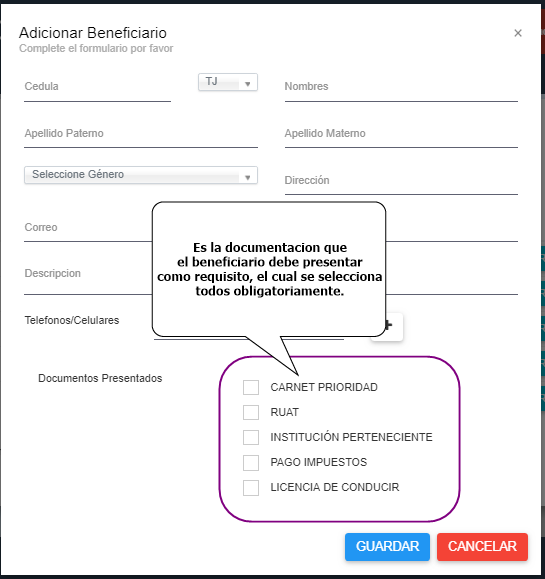 Adicionar Beneficiario
×
Complete el formulario por favor
Cedula
TJ
Nombres
Apellido Paterno
Apellido Materno
Seleccione Género
Dirección
Correo
Es la documentacion que
el beneficiario debe presentar
como requisito, el cual se selecciona
todos obligatoriamente.
Descripcion
Telefonos/Celulares
+
Documentos Presentados
CARNET PRIORIDAD
RUAT
INSTITUCIÓN PERTENECIENTE
PAGO IMPUESTOS
LICENCIA DE CONDUCIR
GUARDAR
CANCELAR